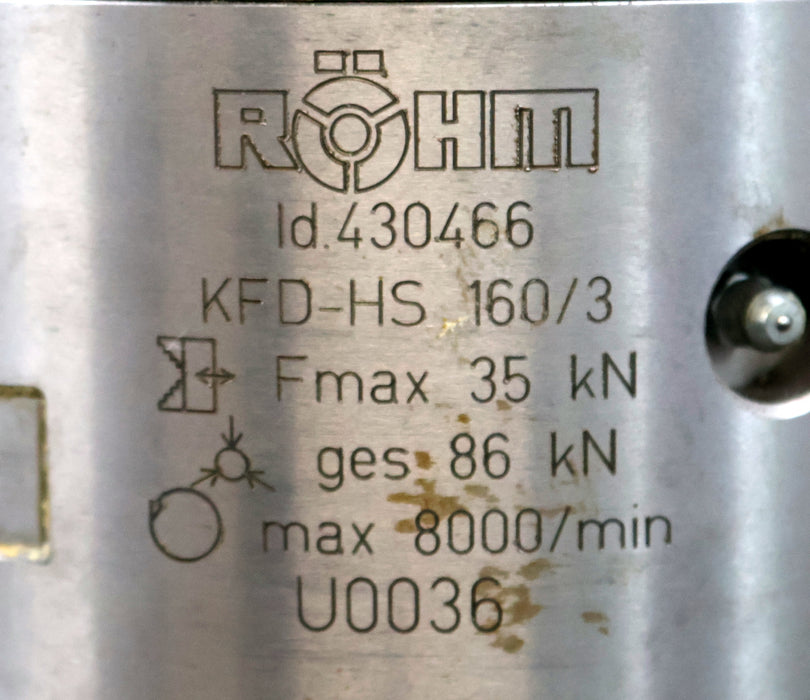 RÖHM
Id.430466
KFD-HS 160/3
Fmax 35 kN
ges. 86 kN
max 8000/min
U0036